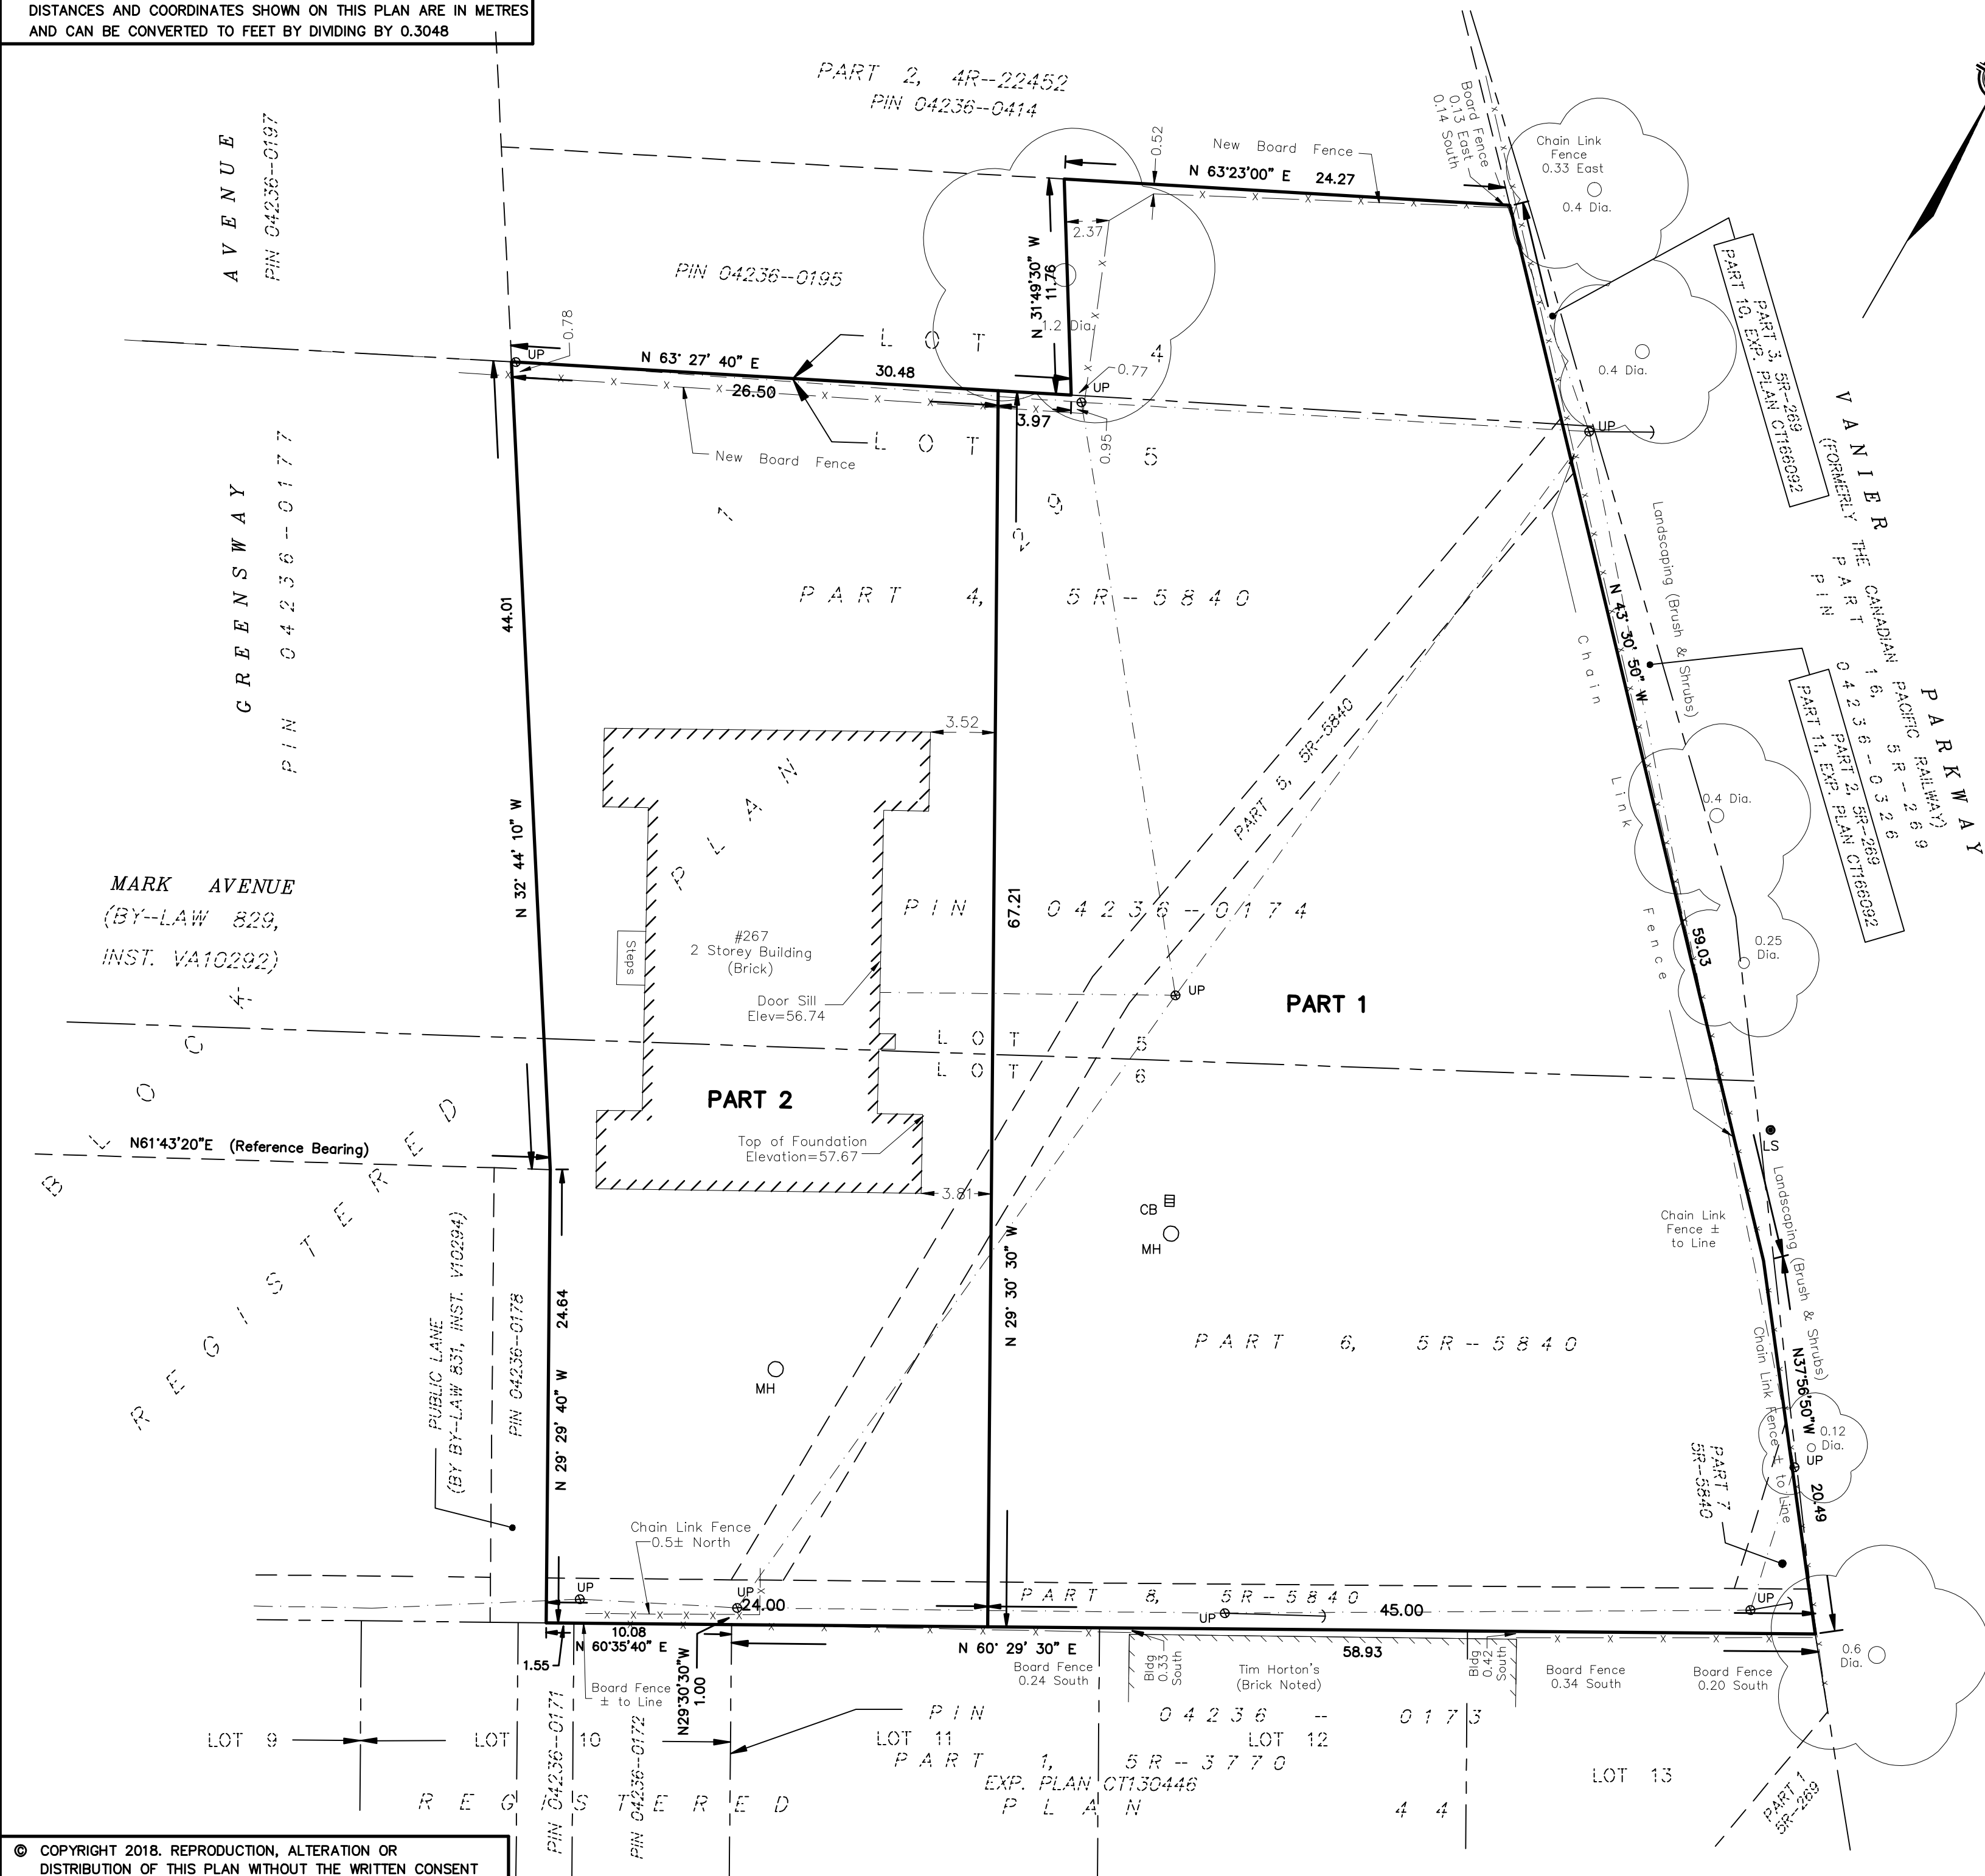 DISTANCES AND COORDINATES SHOWN ON THIS PLAN ARE IN METRES
AND CAN BE CONVERTED TO FEET BY DIVIDING BY 0.3048
PART 2, 4R--22452
PIN 04236--0414
AVENUE
PIN 04236--0197
Board Fence
0.13 East
0.14 South
Chain Link
Fence
0.33 East
0.4 Dia.
0.52
New Board Fence
N 63°23'00" E 24.27
2.37
N 31°49'30" W
11.76
1.2 Dia.
PIN 04236--0195
0.78
UP
N 63° 27' 40" E
30.48
26.50
LOT 4
0.77
UP
3.97
0.95
LOT 5
New Board Fence
0.4 Dia.
UP
PART 3, 5R--269
PART 10, EXP. PLAN CT166092
VANIER PARKWAY
(FORMERLY THE CANADIAN PACIFIC RAILWAY)
PART 16, 5R--269
PIN 04236--0326
GREENSWAY
PIN 04236--0177
44.01
N 32° 44' 10" W
PART 4, 5R--5840
Landscaping (Brush & Shrubs)
N 43° 30' 50" W
59.03
Chain Link Fence
PART 2, 5R--269
PART 11, EXP. PLAN CT166092
3.52
PART 5, 5R--5840
0.4 Dia.
0.25
Dia.
MARK AVENUE
(BY--LAW 829,
INST. VA10292)
PIN 04236--0174
67.21
#267
2 Storey Building
(Brick)
Steps
Door Sill
Elev=56.74
UP
PART 1
LOT 5
LOT 6
PART 2
BLOCK
REGISTERED PLAN
N61°43'20"E (Reference Bearing)
Top of Foundation
Elevation=57.67
3.81
LS
CB
MH
Chain Link
Fence ±
to Line
Landscaping (Brush & Shrubs)
N 29° 30' 30" W
PUBLIC LANE
(BY BY--LAW 831, INST. V10294)
PIN 04236--0178
24.64
N 29° 29' 40" W
MH
PART 6, 5R--5840
Chain Link Fence ± to Line
N37°56'50"W
20.49
0.12
Dia.
UP
PART 7
5R--5840
Chain Link Fence
0.5± North
UP
UP
24.00
PART 8, 5R--5840
UP
45.00
UP
10.08
N 60°35'40" E
N 60° 29' 30" E
58.93
1.55
N29°30'30"W
1.00
Board Fence
± to Line
Board Fence
0.24 South
Bldg
0.33
South
Tim Horton's
(Brick Noted)
Bldg
0.42
South
Board Fence
0.34 South
Board Fence
0.20 South
0.6
Dia.
PIN 04236--0171
PIN 04236--0172
PIN 04236 -- 0173
LOT 9
LOT 10
LOT 11
LOT 12
LOT 13
PART 1, 5R--3770
EXP. PLAN CT130446
REGISTERED PLAN 44
PART 1
5R--269
© COPYRIGHT 2018. REPRODUCTION, ALTERATION OR
DISTRIBUTION OF THIS PLAN WITHOUT THE WRITTEN CONSENT